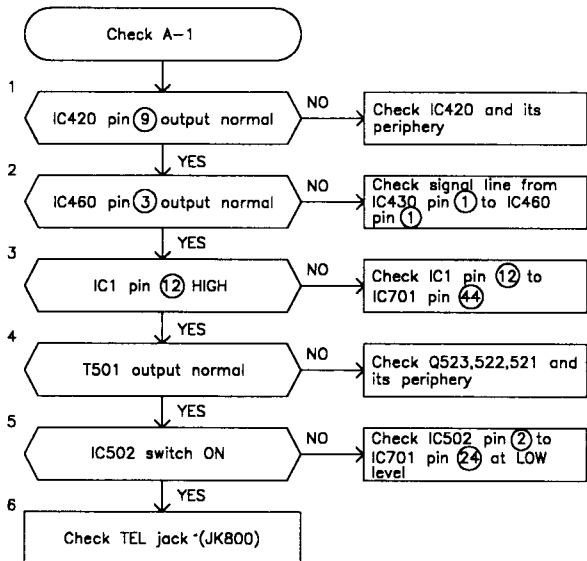 Check A-1
1
IC420 pin ⑨ output normal
NO
Check IC420 and its
periphery
YES
2
IC460 pin ③ output normal
NO
Check signal line from
IC430 pin ① to IC460
pin ①
YES
3
IC1 pin ⑫ HIGH
NO
Check IC1 pin ⑫ to
IC701 pin ㊹
YES
4
T501 output normal
NO
Check Q523,522,521 and
its periphery
YES
5
IC502 switch ON
NO
Check IC502 pin ② to
IC701 pin ㉔ at LOW
level
YES
6
Check TEL jack (JK800)